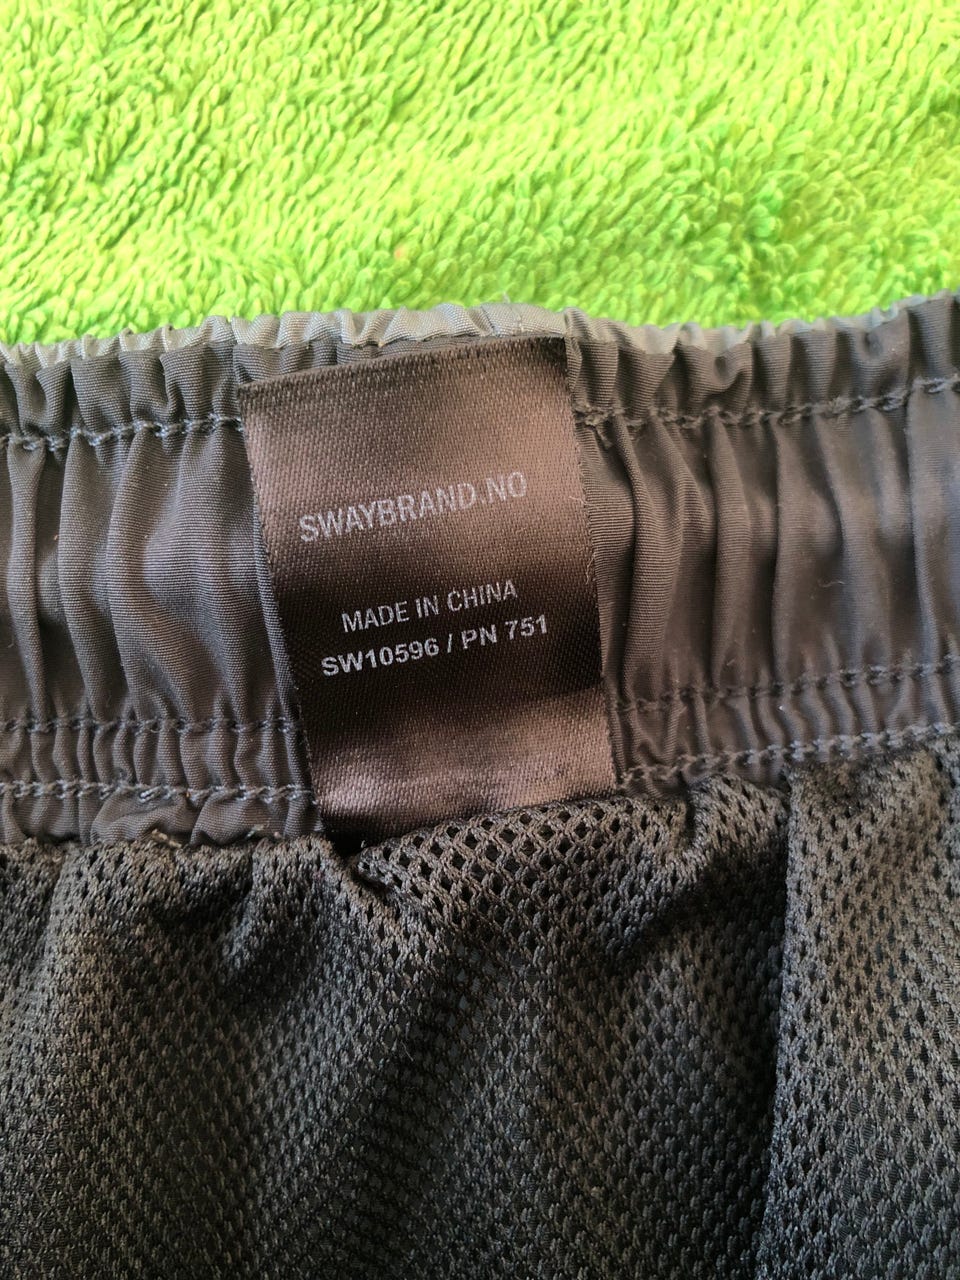 SWAYBRAND.NO
MADE IN CHINA
SW10596 / PN 751